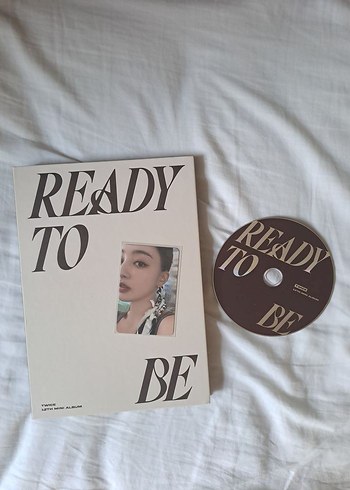 READY
TO
BE
TWICE
12TH MINI ALBUM
READY
TO
BE